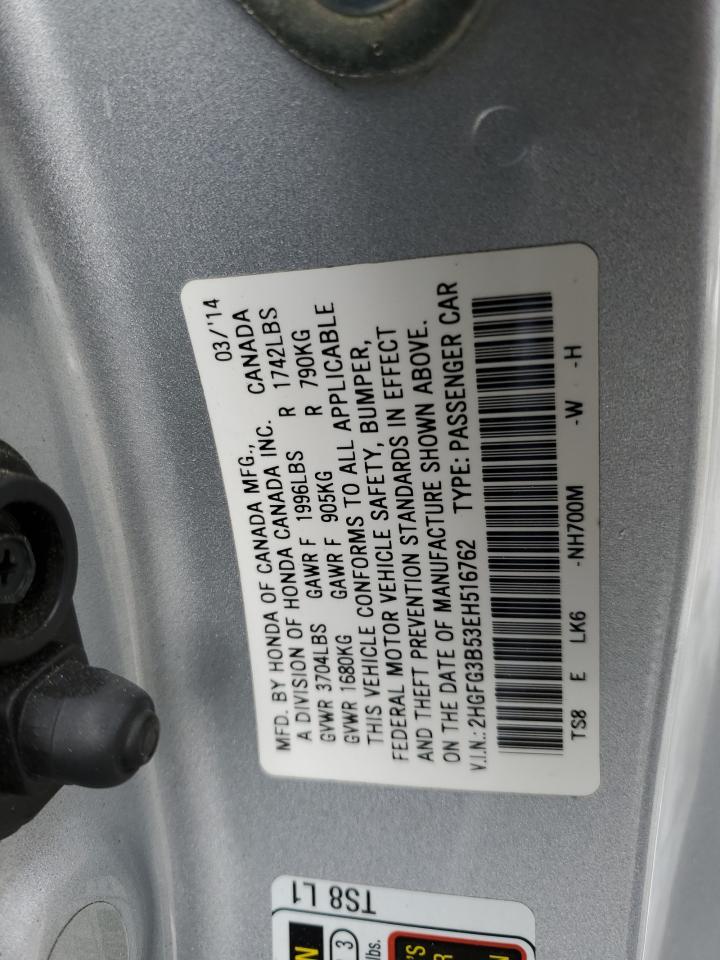 03/'14
MFD. BY HONDA OF CANADA MFG.,
A DIVISION OF HONDA CANADA INC. CANADA
GVWR 3704LBS GAWR F 1996LBS R 1742LBS
GVWR 1680KG GAWR F 905KG R 790KG
THIS VEHICLE CONFORMS TO ALL APPLICABLE
FEDERAL MOTOR VEHICLE SAFETY, BUMPER,
AND THEFT PREVENTION STANDARDS IN EFFECT
ON THE DATE OF MANUFACTURE SHOWN ABOVE.
V.I.N.: 2HGFG3B53EH516762 TYPE: PASSENGER CAR
TS8 E LK6 -NH700M -W -H
TS8 L1
3
lbs.